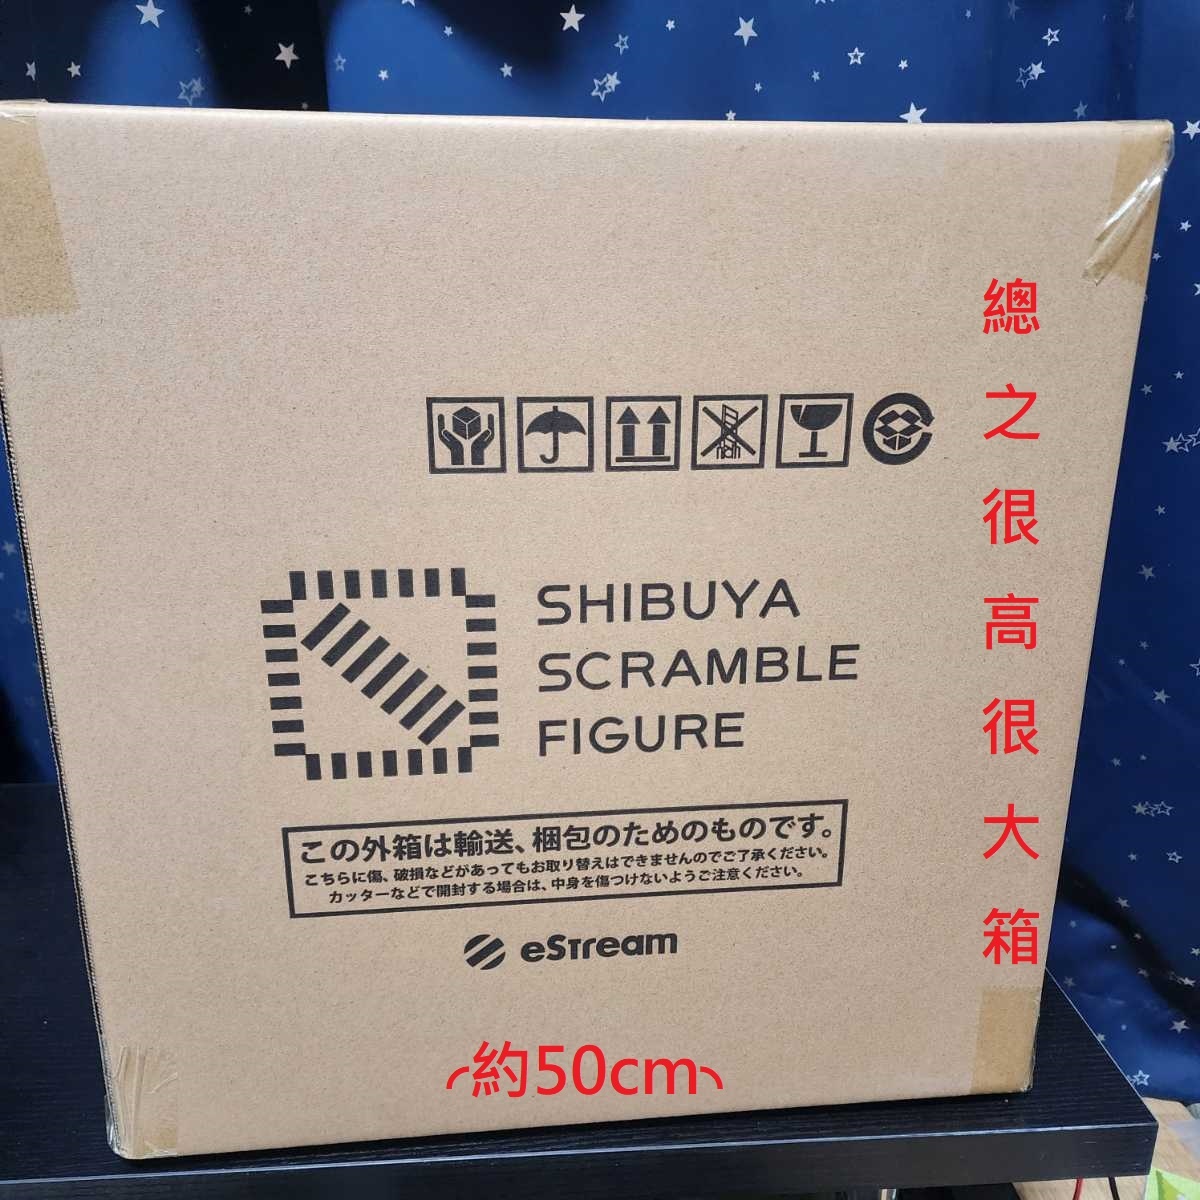 SHIBUYA
SCRAMBLE
FIGURE
この外箱は輸送、梱包のためのものです。
こちらに傷、破損などがあってもお取り替えはできませんのでご了承ください。
カッターなどで開封する場合は、中身を傷つけないようご注意ください。
eStream
總之很高很大箱
約50cm